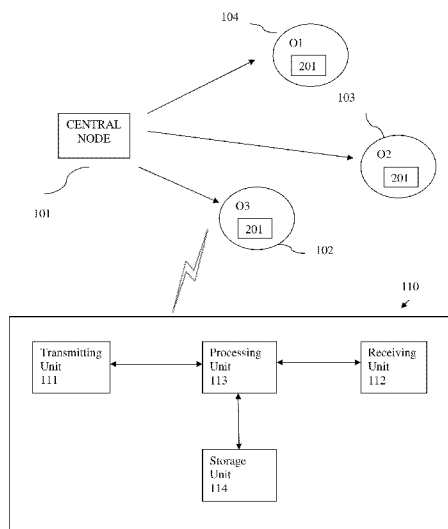 104
O1
201
103
CENTRAL
NODE
O2
201
101
O3
201
102
110
Transmitting
Unit
111
Processing
Unit
113
Receiving
Unit
112
Storage
Unit
114